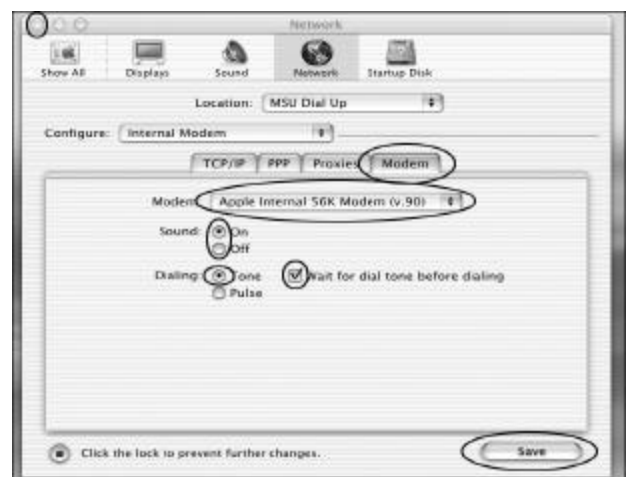 Network
Show All Displays Sound Network Startup Disk
Location: MSU Dial Up
Configure: Internal Modem
TCP/IP PPP Proxies Modem
Modem: Apple Internal 56K Modem (v.90)
Sound: On
Off
Dialing: Tone Wait for dial tone before dialing
Pulse
Click the lock to prevent further changes. Save